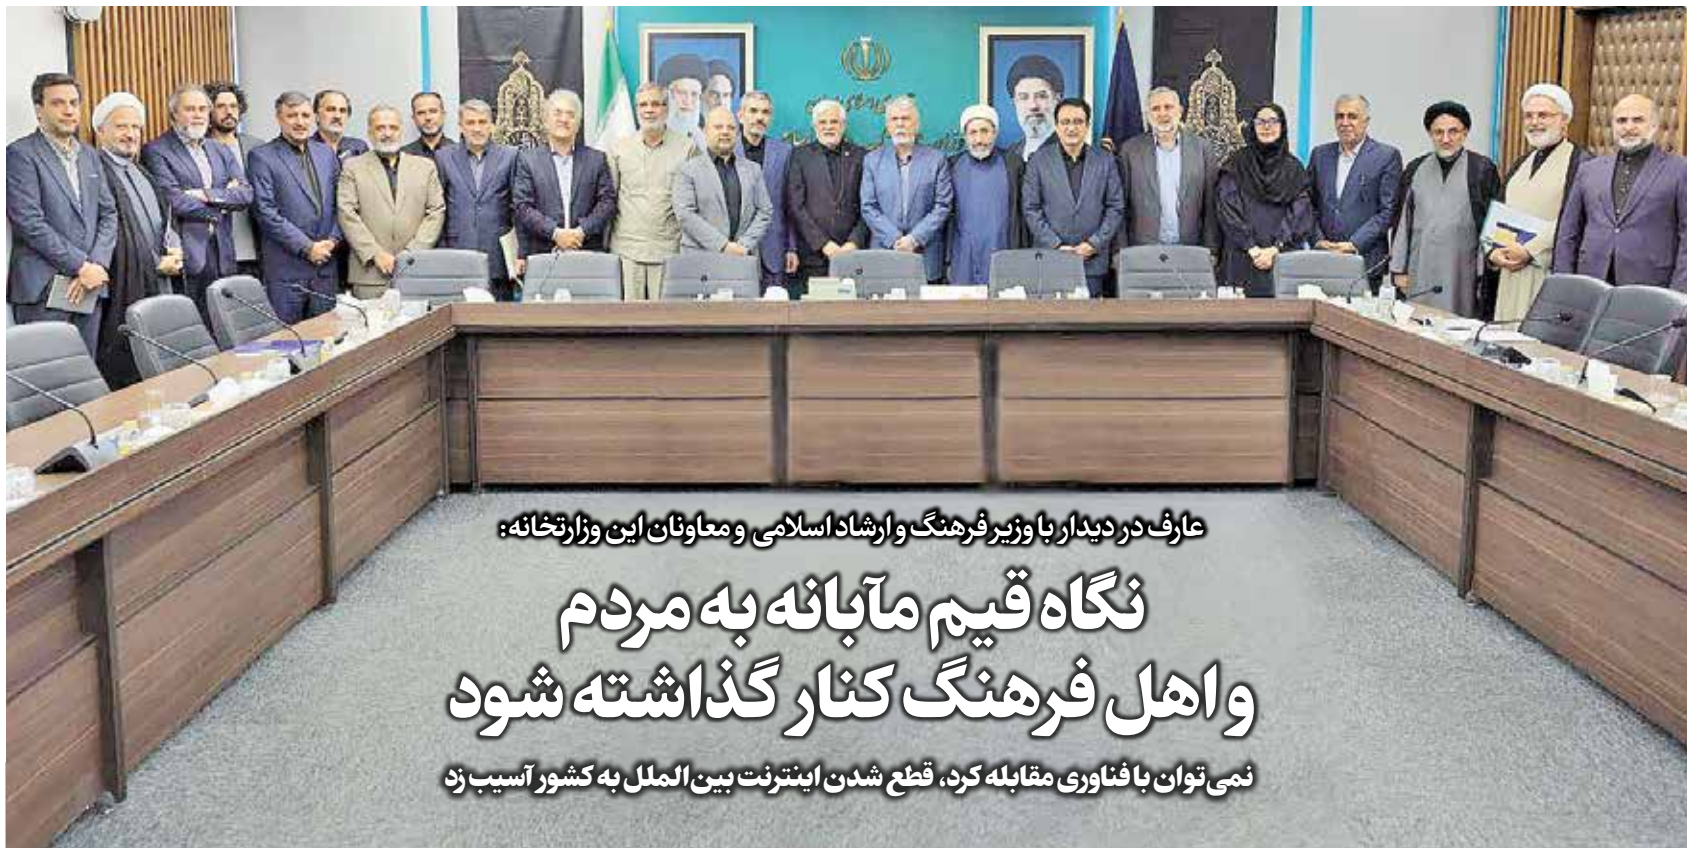 عارف در دیدار با وزیر فرهنگ و ارشاد اسلامی و معاونان این وزارتخانه:
نگاه قیم مآبانه به مردم
و اهل فرهنگ کنار گذاشته شود
نمی‌توان با فناوری مقابله کرد، قطع شدن اینترنت بین‌الملل به کشور آسیب زد